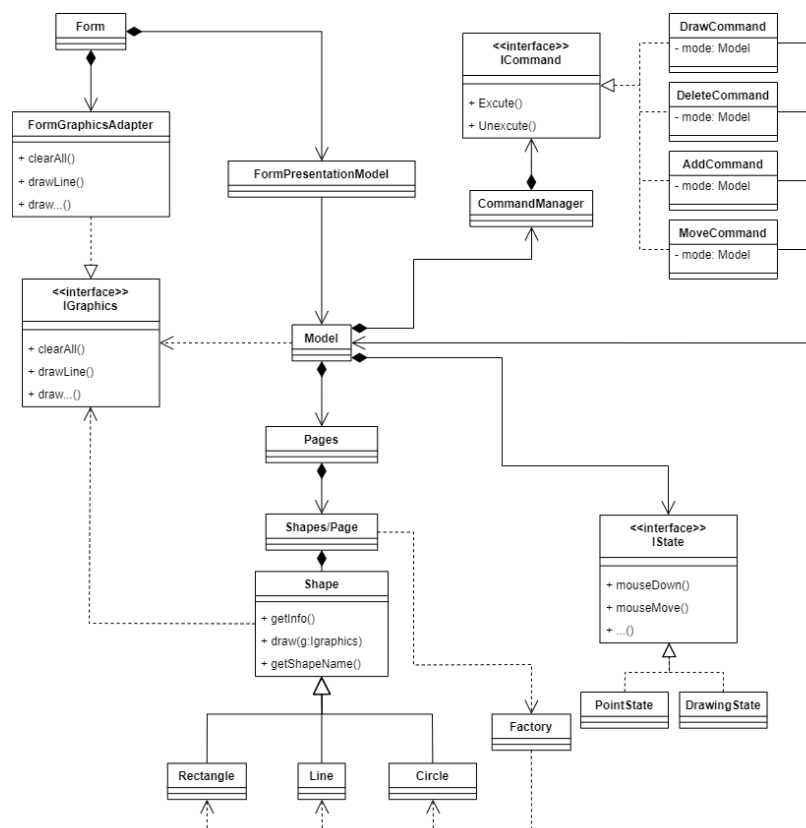 Form
FormGraphicsAdapter
+ clearAll()
+ drawLine()
+ draw...()
FormPresentationModel
<<interface>>
ICommand
+ Excute()
+ Unexcute()
CommandManager
DrawCommand
- mode: Model
DeleteCommand
- mode: Model
AddCommand
- mode: Model
MoveCommand
- mode: Model
<<interface>>
IGraphics
+ clearAll()
+ drawLine()
+ draw...()
Model
Pages
Shapes/Page
Shape
+ getInfo()
+ draw(g:Igraphics)
+ getShapeName()
<<interface>>
IState
+ mouseDown()
+ mouseMove()
+ ...()
PointState
DrawingState
Factory
Rectangle
Line
Circle